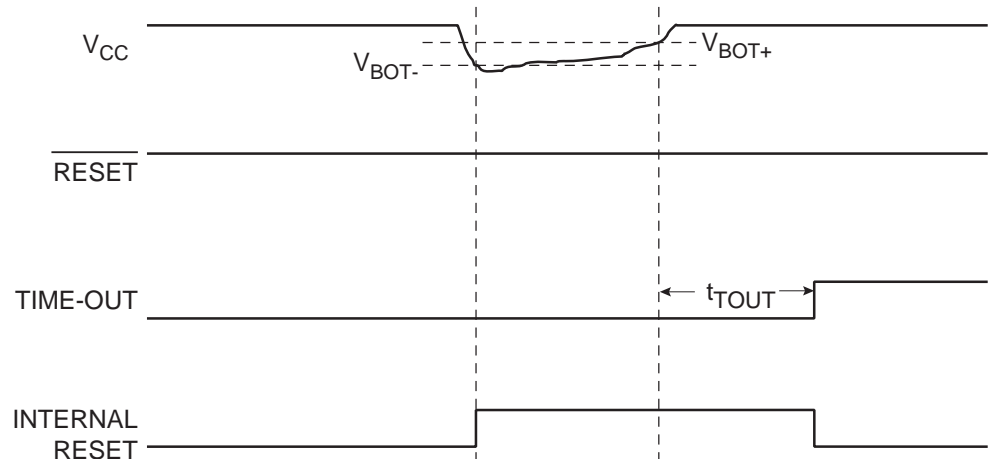 VCC
VBOT-
VBOT+
RESET
TIME-OUT
tTOUT
INTERNAL
RESET